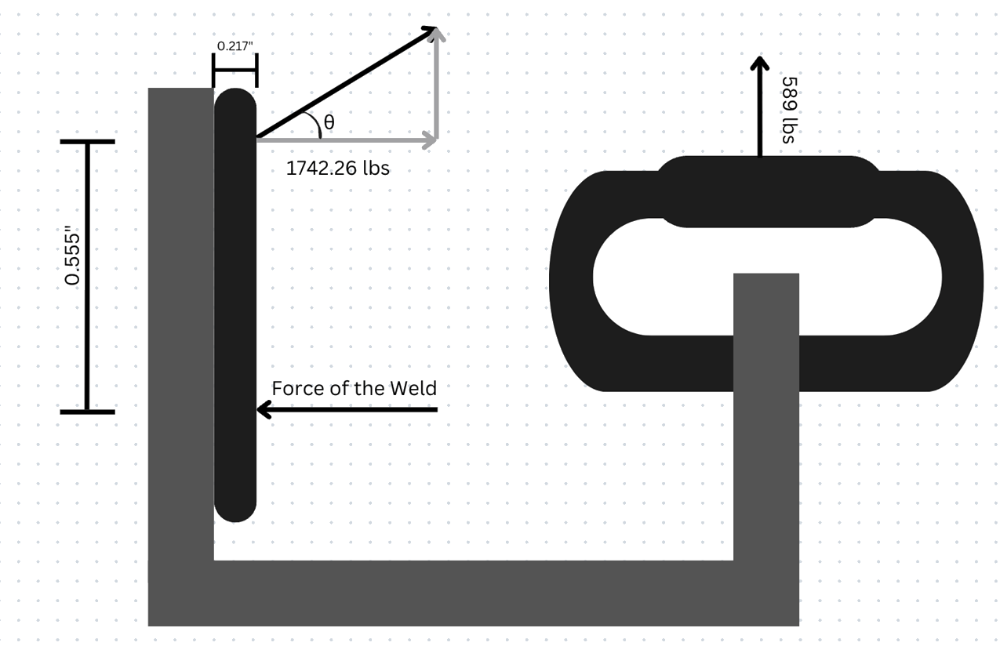 0.217"
θ
1742.26 lbs
0.555"
Force of the Weld
589 lbs